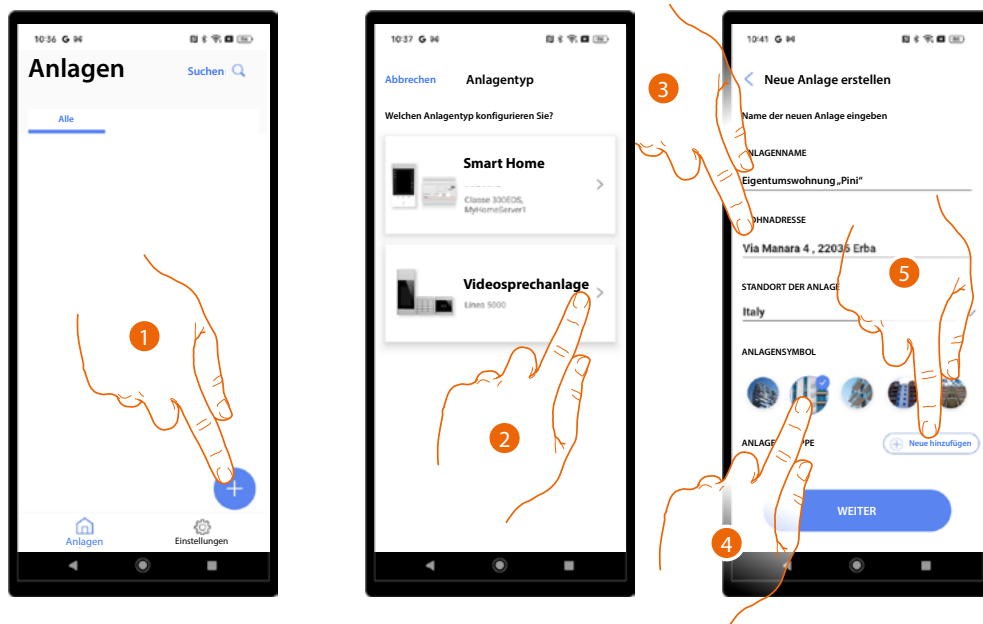 10:36 G
Anlagen
Suchen
Alle
1
Anlagen
Einstellungen
10:37 G
Abbrechen
Anlagentyp
Welchen Anlagentyp konfigurieren Sie?
Smart Home
Classe 300EOS,
MyHomeServer1
Videosprechanlage
Linea 5000
2
3
10:41 G
Neue Anlage erstellen
Name der neuen Anlage eingeben
Eigentumswohnung „Pini“
Via Manara 4 , 22036 Erba
5
STANDORT DER ANLAGE
Italy
ANLAGENSYMBOL
Neue hinzufügen
WEITER
4